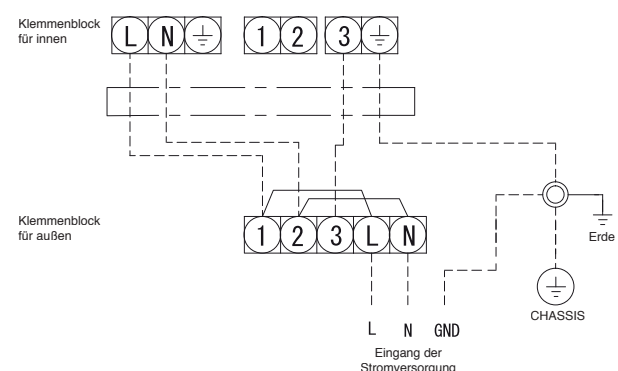 Klemmenblock
für innen
L N
1 2
3
Klemmenblock
für außen
1 2 3 L N
Erde
CHASSIS
L N GND
Eingang der
Stromversorgung